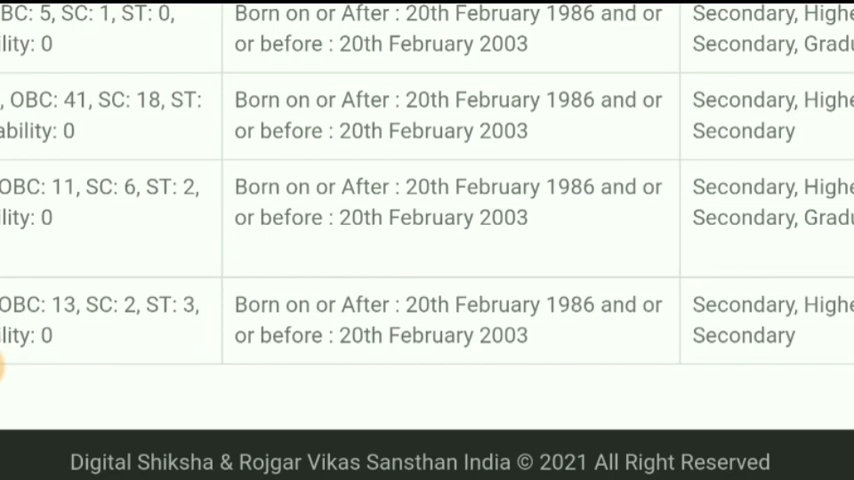 BC: 5, SC: 1, ST: 0,
lity: 0
Born on or After : 20th February 1986 and or
or before : 20th February 2003
Secondary, Highe
Secondary, Gradu
, OBC: 41, SC: 18, ST:
ability: 0
Born on or After : 20th February 1986 and or
or before : 20th February 2003
Secondary, Highe
Secondary
OBC: 11, SC: 6, ST: 2,
ility: 0
Born on or After : 20th February 1986 and or
or before : 20th February 2003
Secondary, Highe
Secondary, Gradu
OBC: 13, SC: 2, ST: 3,
ility: 0
Born on or After : 20th February 1986 and or
or before : 20th February 2003
Secondary, Highe
Secondary
Digital Shiksha & Rojgar Vikas Sansthan India © 2021 All Right Reserved